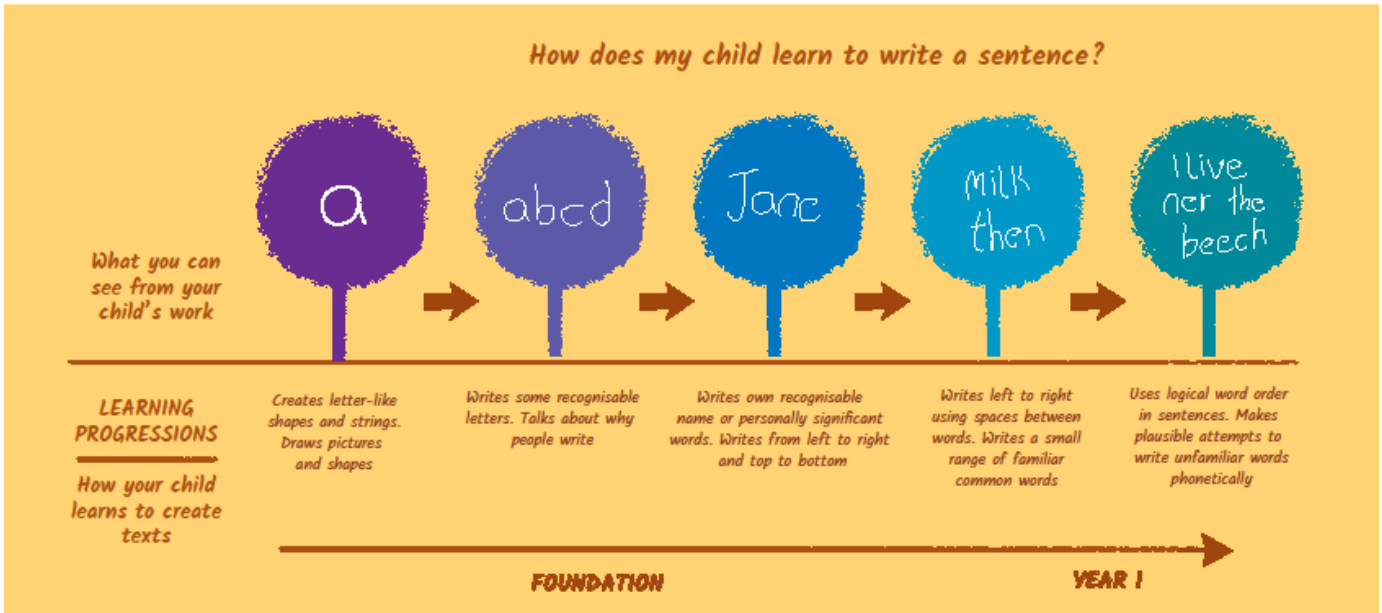 How does my child learn to write a sentence?
a
abcd
Jane
Milk
then
I live
ner the
beech
What you can
see from your
child's work
LEARNING
PROGRESSIONS
How your child
learns to create
texts
Creates letter-like
shapes and strings.
Draws pictures
and shapes
Writes some recognisable
letters. Talks about why
people write
Writes own recognisable
name or personally significant
words. Writes from left to right
and top to bottom
Writes left to right
using spaces between
words. Writes a small
range of familiar
common words
Uses logical word order
in sentences. Makes
plausible attempts to
write unfamiliar words
phonetically
FOUNDATION
YEAR 1